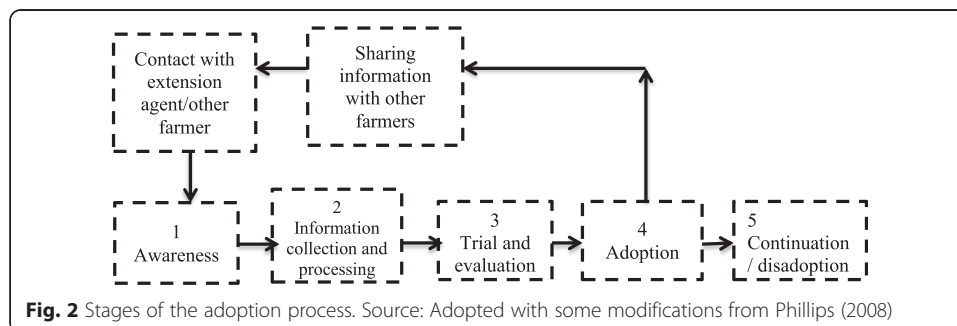 Contact with
extension
agent/other
farmer
Sharing
information
with other
farmers
1
Awareness
2
Information
collection and
processing
3
Trial and
evaluation
4
Adoption
5
Continuation
/ disadoption
Fig. 2 Stages of the adoption process. Source: Adopted with some modifications from Phillips (2008)